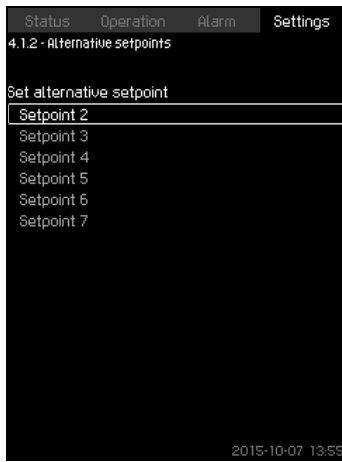 Status Operation Alarm Settings
4.1.2 - Alternative setpoints
Set alternative setpoint
Setpoint 2
Setpoint 3
Setpoint 4
Setpoint 5
Setpoint 6
Setpoint 7
2015-10-07 13:55